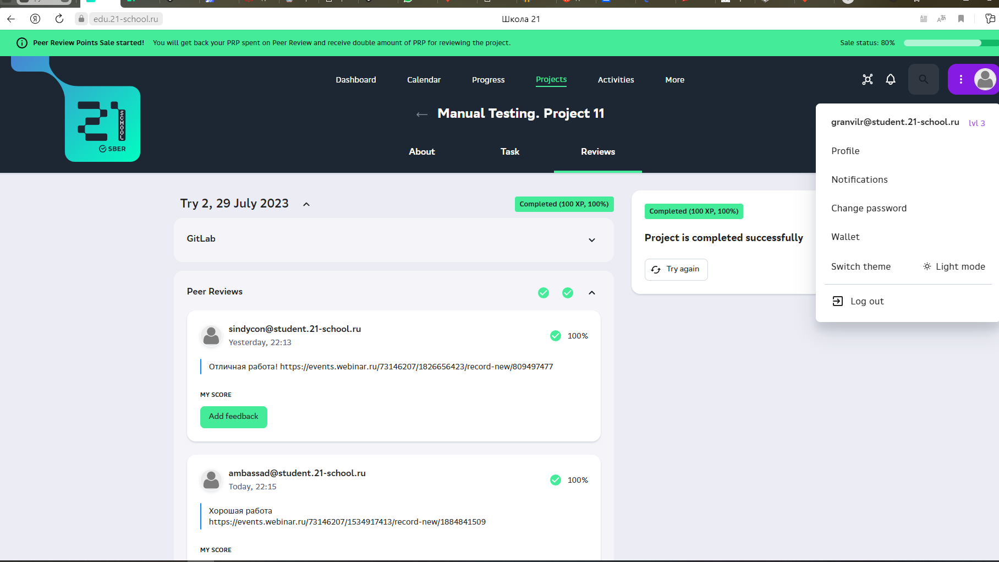 edu.21-school.ru
Школа 21
Peer Review Points Sale started! You will get back your PRP spent on Peer Review and receive double amount of PRP for reviewing the project.
Sale status: 80%
21
SCHOOL
SBER
Dashboard
Calendar
Progress
Projects
Activities
More
← Manual Testing. Project 11
About
Task
Reviews
granvilr@student.21-school.ru lvl 3
Profile
Notifications
Change password
Wallet
Switch theme
Light mode
Log out
Try 2, 29 July 2023
Completed (100 XP, 100%)
GitLab
Peer Reviews
sindycon@student.21-school.ru
Yesterday, 22:13
100%
Отличная работа! https://events.webinar.ru/73146207/1826656423/record-new/809497477
MY SCORE
Add feedback
ambassad@student.21-school.ru
Today, 22:15
100%
Хорошая работа
https://events.webinar.ru/73146207/1534917413/record-new/1884841509
MY SCORE
Completed (100 XP, 100%)
Project is completed successfully
Try again